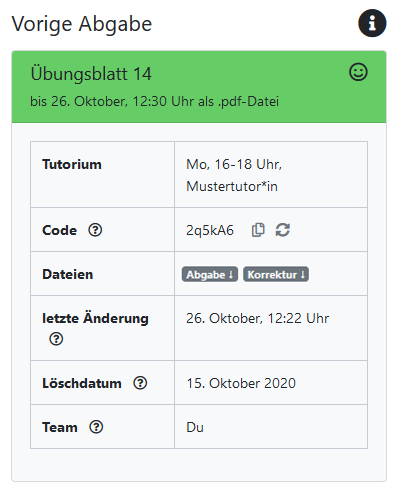 Vorige Abgabe
Übungsblatt 14
bis 26. Oktober, 12:30 Uhr als .pdf-Datei
Tutorium
Mo, 16-18 Uhr,
Mustertutor*in
Code
2q5kA6
Dateien
Abgabe ↓ Korrektur ↓
letzte Änderung
26. Oktober, 12:22 Uhr
Löschdatum
15. Oktober 2020
Team
Du